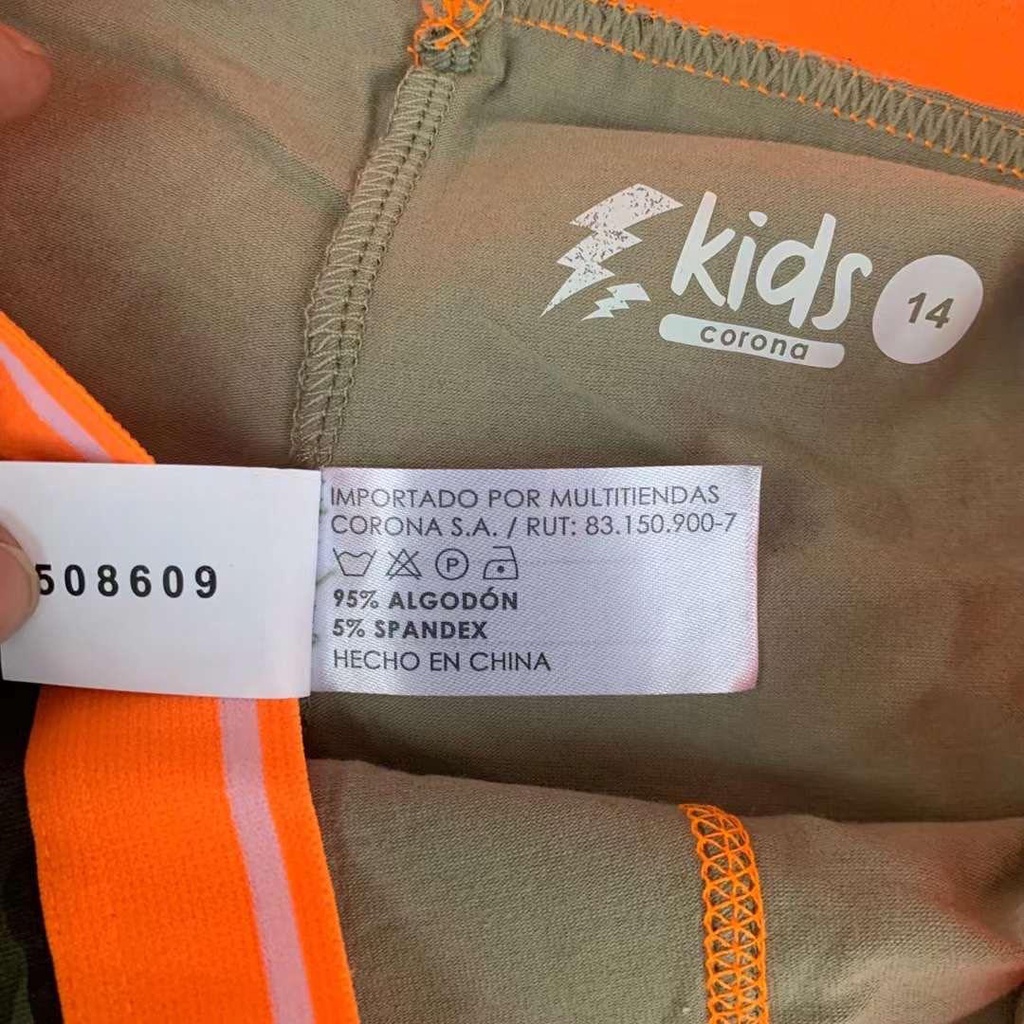 kids
corona
14
508609
IMPORTADO POR MULTITIENDAS
CORONA S.A. / RUT: 83.150.900-7
P
95% ALGODÓN
5% SPANDEX
HECHO EN CHINA